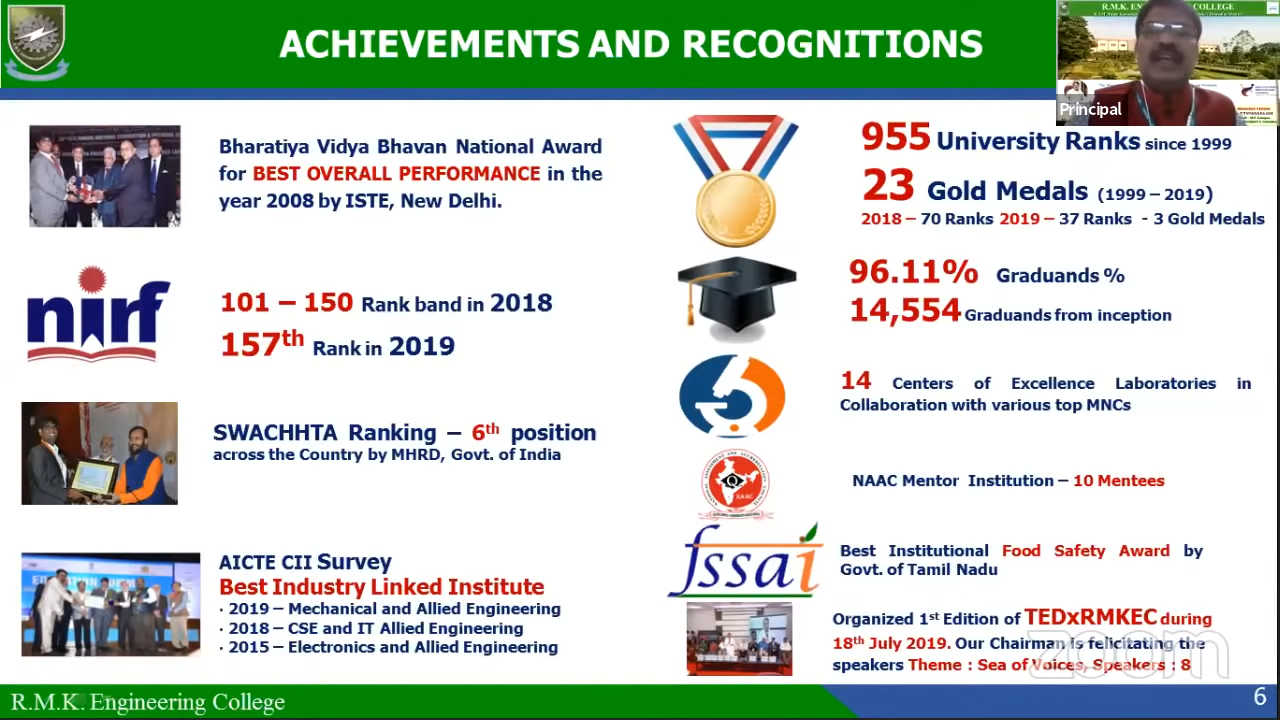 ACHIEVEMENTS AND RECOGNITIONS
R.M.K. EN
COLLEGE
Principal
Bharatiya Vidya Bhavan National Award
for BEST OVERALL PERFORMANCE in the
year 2008 by ISTE, New Delhi.
nirf
101 – 150 Rank band in 2018
157th Rank in 2019
SWACHHTA Ranking – 6th position
across the Country by MHRD, Govt. of India
AICTE CII Survey
Best Industry Linked Institute
· 2019 – Mechanical and Allied Engineering
· 2018 – CSE and IT Allied Engineering
· 2015 – Electronics and Allied Engineering
955 University Ranks since 1999
23 Gold Medals (1999 – 2019)
2018 – 70 Ranks 2019 – 37 Ranks - 3 Gold Medals
96.11% Graduands %
14,554 Graduands from inception
14 Centers of Excellence Laboratories in
Collaboration with various top MNCs
NAAC
NAAC Mentor Institution – 10 Mentees
fssai
Best Institutional Food Safety Award by
Govt. of Tamil Nadu
Organized 1st Edition of TEDxRMKEC during
18th July 2019. Our Chairman is felicitating the
speakers Theme : Sea of Voices, Speakers : 8
zoom
R.M.K. Engineering College
6